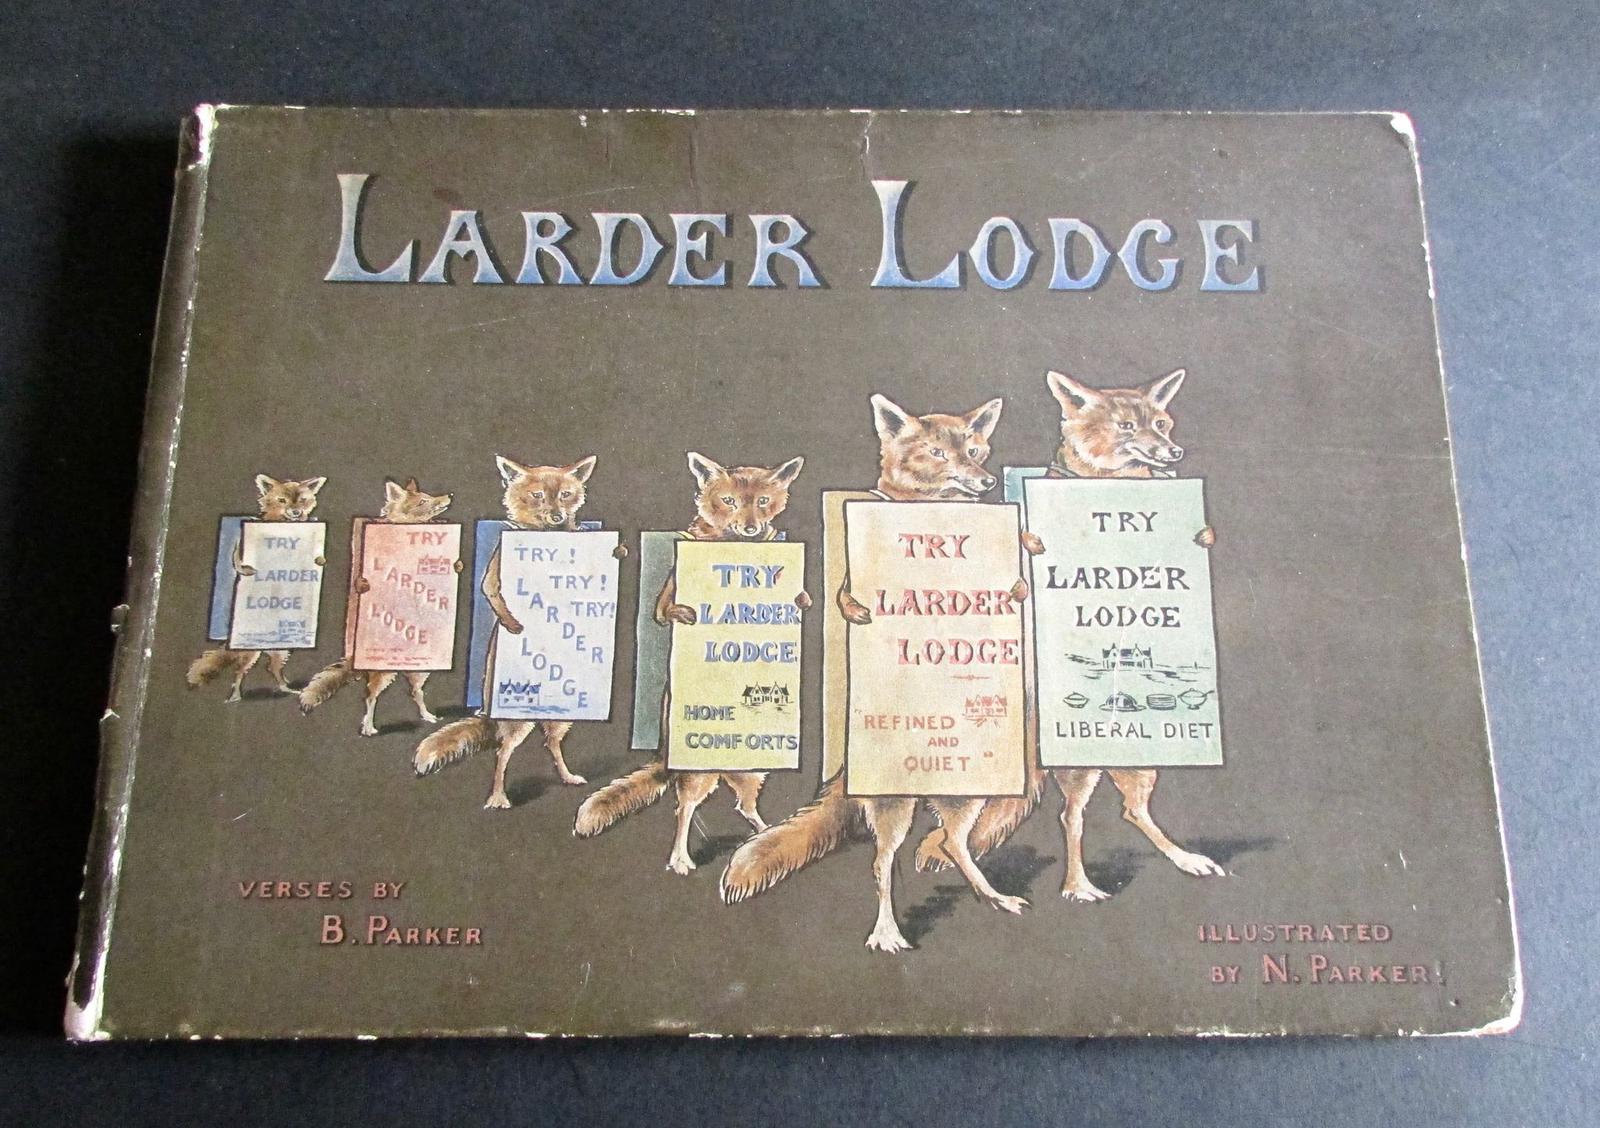 LARDER LODGE
TRY
LARDER
LODGE
TRY
LARDER
LODGE
TRY!
TRY!
TRY!
LARDER
LODGE
TRY
LARDER
LODGE
HOME
COMFORTS
TRY
LARDER
LODGE
"REFINED
AND
QUIET"
TRY
LARDER
LODGE
LIBERAL DIET
VERSES BY
B. PARKER
ILLUSTRATED
BY N. PARKER.